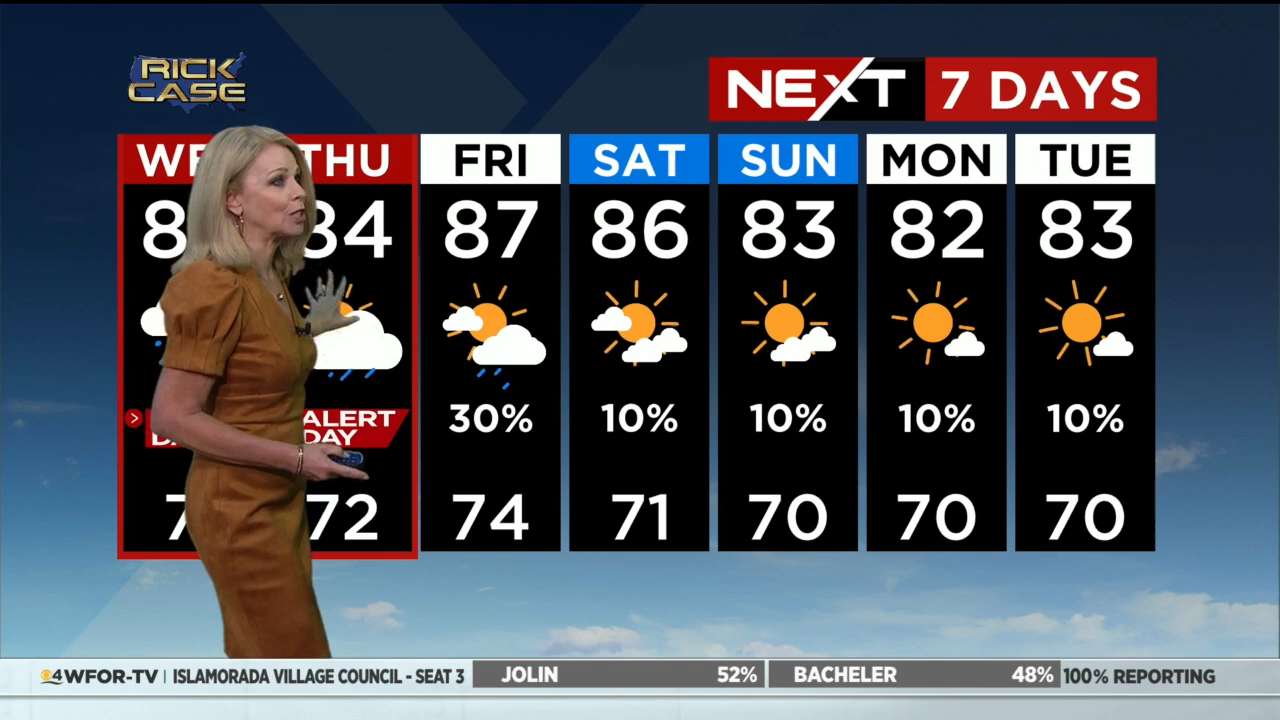 RICK
CASE
NEXT 7 DAYS
THU FRI SAT SUN MON TUE
84 87 86 83 82 83
30% 10% 10% 10% 10%
ALERT
DAY
72 74 71 70 70 70
4 WFOR-TV | ISLAMORADA VILLAGE COUNCIL - SEAT 3 JOLIN 52% BACHELER 48% 100% REPORTING